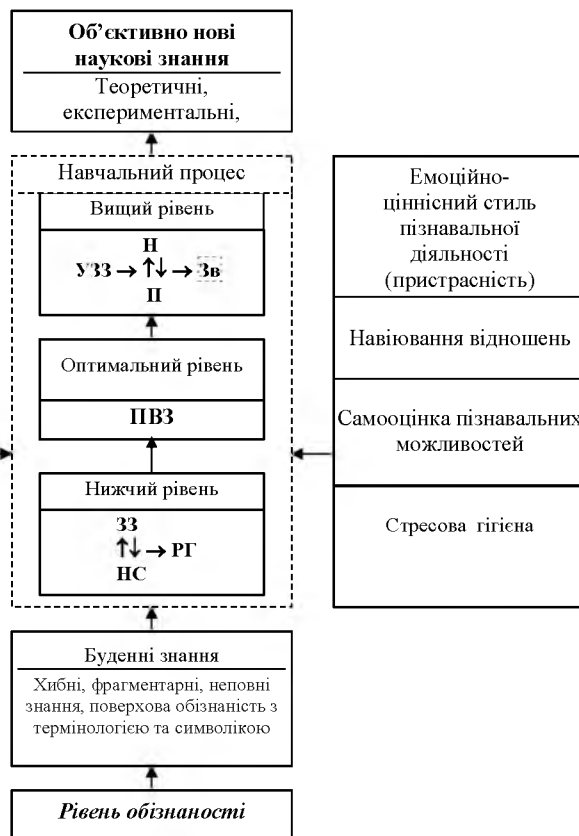 Об’єктивно нові
наукові знання
Теоретичні,
експериментальні,
Навчальний процес
Вищий рівень
Н
УЗЗ → ↑↓ → Зв
П
Оптимальний рівень
ПВЗ
Нижчий рівень
ЗЗ
↑↓ → РГ
НС
Буденні знання
Хибні, фрагментарні, неповні
знання, поверхова обізнаність з
термінологією та символікою
Рівень обізнаності
Емоційно-
ціннісний стиль
пізнавальної
діяльності
(пристрасність)
Навіювання відношень
Самооцінка пізнавальних
можливостей
Стресова гігієна